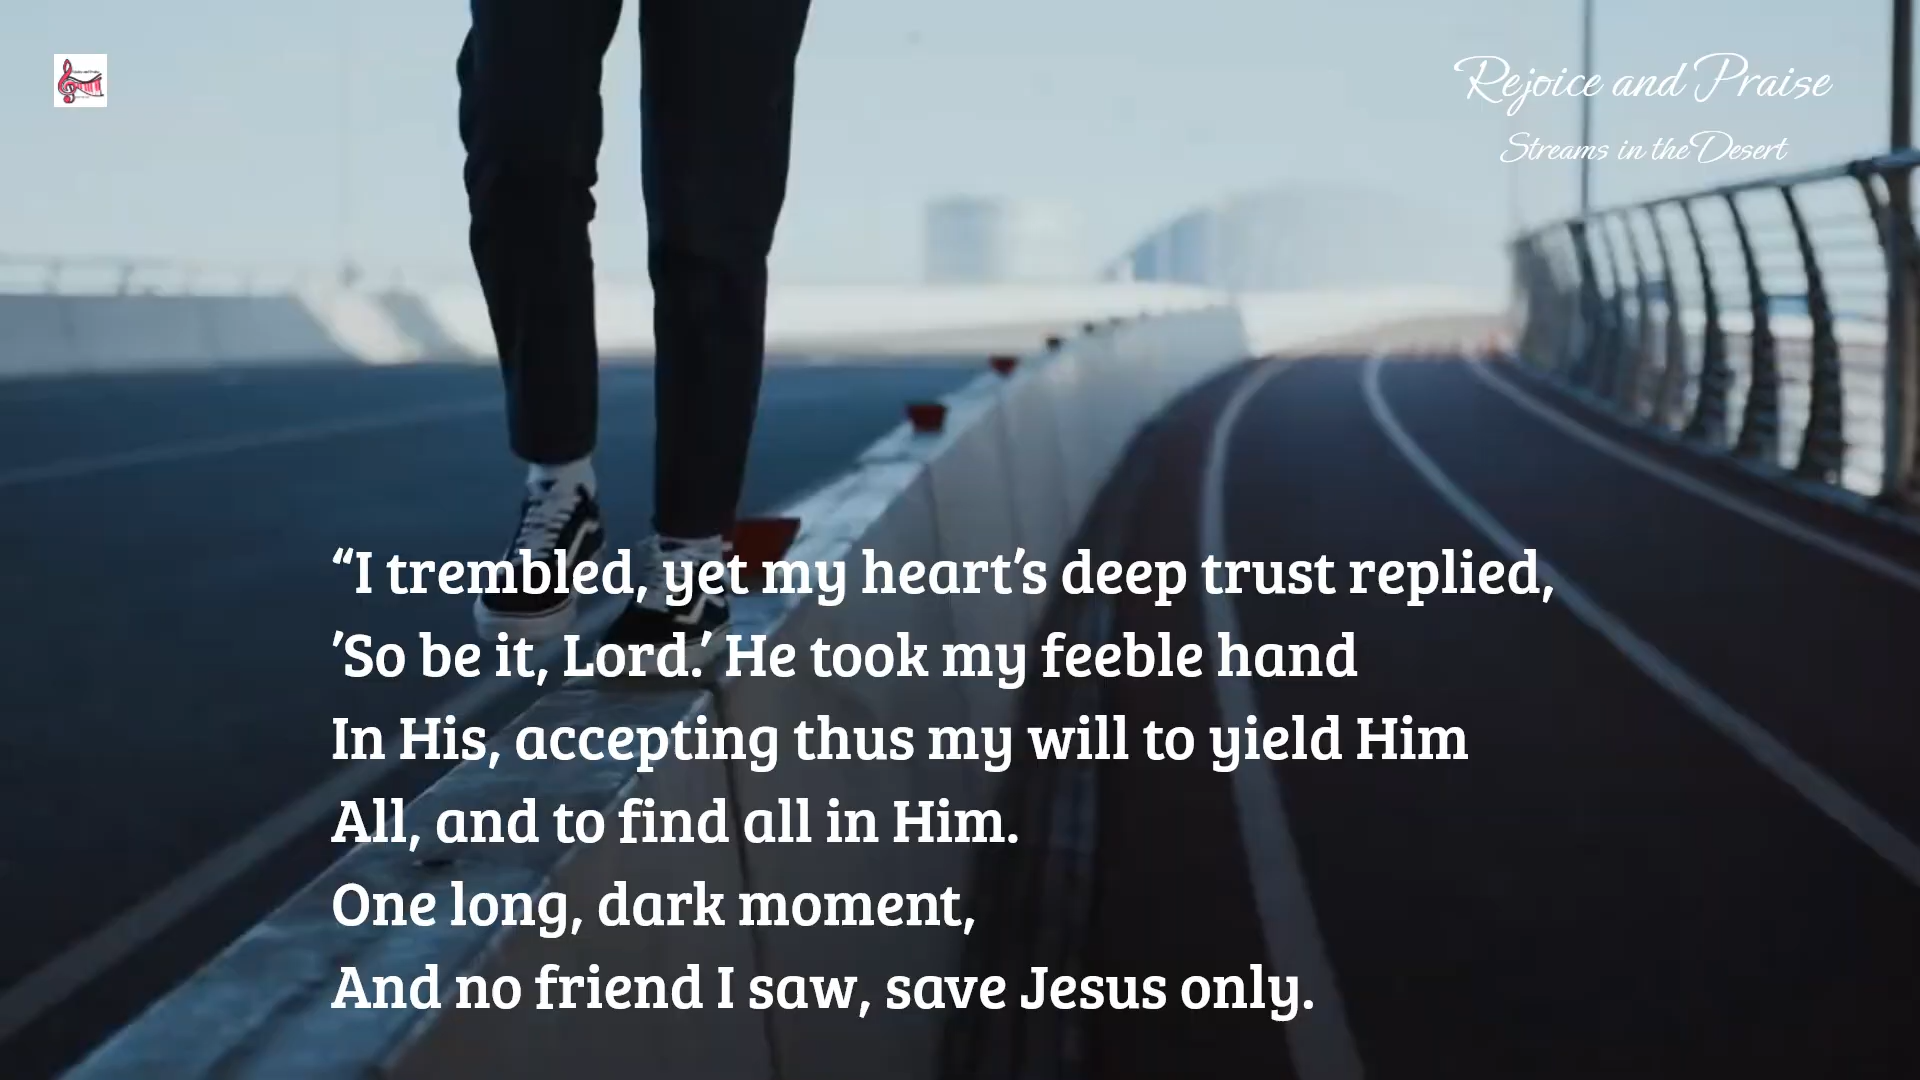 Rejoice and Praise
Streams in the Desert
“I trembled, yet my heart’s deep trust replied,
’So be it, Lord.’ He took my feeble hand
In His, accepting thus my will to yield Him
All, and to find all in Him.
One long, dark moment,
And no friend I saw, save Jesus only.